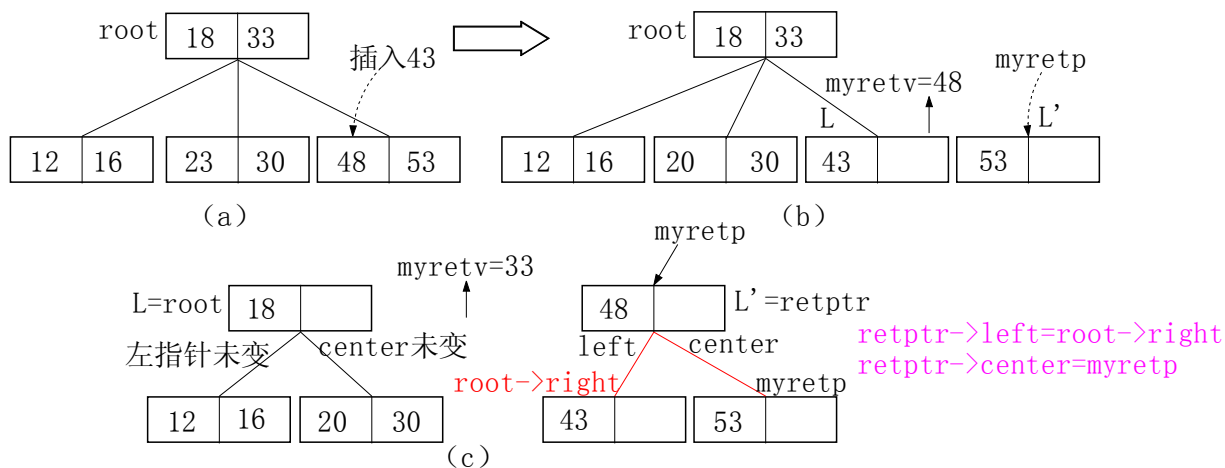 root 18 33
插入43
12 16 23 30 48 53
(a)
root 18 33
myretp
myretv=48
L L'
12 16 20 30 43 53
(b)
myretp
myretv=33
L=root 18
48 L'=retptr
左指针未变 center未变
left center
root->right myretp
retptr->left=root->right
retptr->center=myretp
12 16 20 30 43 53
(c)